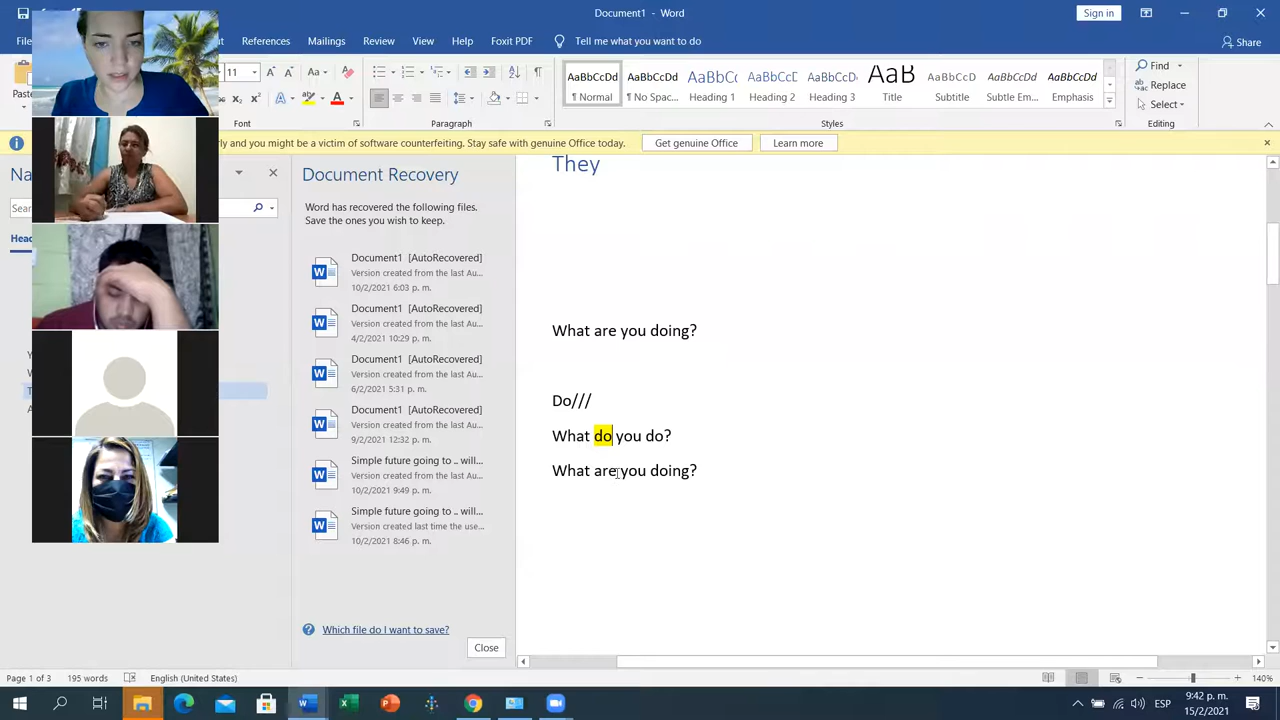 Document1 - Word
Sign in
References
Mailings
Review
View
Help
Foxit PDF
Tell me what you want to do
Share
11
AaBbCcDd
AaBbCcDd
AaBbCc
AaBbCcC
AaBbCcD
AaB
AaBbCcD
AaBbCcDd
AaBbCcDd
¶ Normal
¶ No Spac...
Heading 1
Heading 2
Heading 3
Title
Subtitle
Subtle Em...
Emphasis
Find
Replace
Select
Font
Paragraph
Styles
Editing
and you might be a victim of software counterfeiting. Stay safe with genuine Office today.
Get genuine Office
Learn more
Document Recovery
Word has recovered the following files.
Save the ones you wish to keep.
Document1 [AutoRecovered]
Version created from the last Au...
10/2/2021 6:03 p. m.
Document1 [AutoRecovered]
Version created from the last Au...
4/2/2021 10:29 p. m.
Document1 [AutoRecovered]
Version created from the last Au...
6/2/2021 5:31 p. m.
Document1 [AutoRecovered]
Version created from the last Au...
9/2/2021 12:32 p. m.
Simple future going to .. will...
Version created from the last Au...
10/2/2021 9:49 p. m.
Simple future going to .. will...
Version created last time the use...
10/2/2021 8:46 p. m.
Which file do I want to save?
Close
They
What are you doing?
Do///
What do you do?
What are you doing?
Page 1 of 3
195 words
English (United States)
140%
ESP
9:42 p. m.
15/2/2021